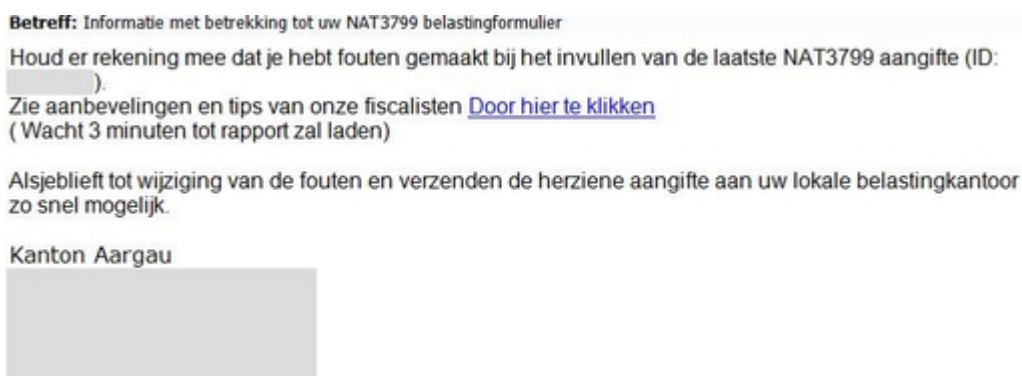 Betreff: Informatie met betrekking tot uw NAT3799 belastingformulier
Houd er rekening mee dat je hebt fouten gemaakt bij het invullen van de laatste NAT3799 aangifte (ID:
).
Zie aanbevelingen en tips van onze fiscalisten Door hier te klikken
( Wacht 3 minuten tot rapport zal laden)
Alsjeblieft tot wijziging van de fouten en verzenden de herziene aangifte aan uw lokale belastingkantoor
zo snel mogelijk.
Kanton Aargau